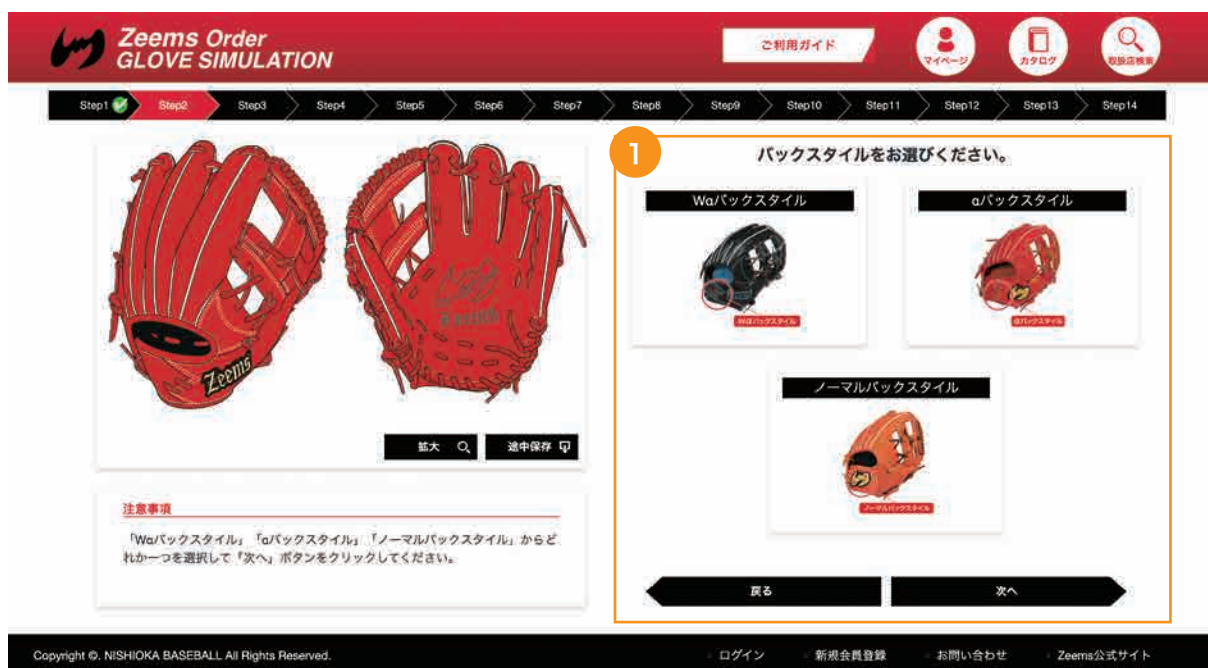 Zeems Order
GLOVE SIMULATION
ご利用ガイド
マイページ
カタログ
取扱店検索
Step1
Step2
Step3
Step4
Step5
Step6
Step7
Step8
Step9
Step10
Step11
Step12
Step13
Step14
Zeems
拡大
途中保存
注意事項
「Wαバックスタイル」「αバックスタイル」「ノーマルバックスタイル」からど
れか一つを選択して「次へ」ボタンをクリックしてください。
1
バックスタイルをお選びください。
Wαバックスタイル
Wαバックスタイル
αバックスタイル
αバックスタイル
ノーマルバックスタイル
ノーマルバックスタイル
戻る
次へ
Copyright ©. NISHIOKA BASEBALL All Rights Reserved.
ログイン
新規会員登録
お問い合わせ
Zeems公式サイト